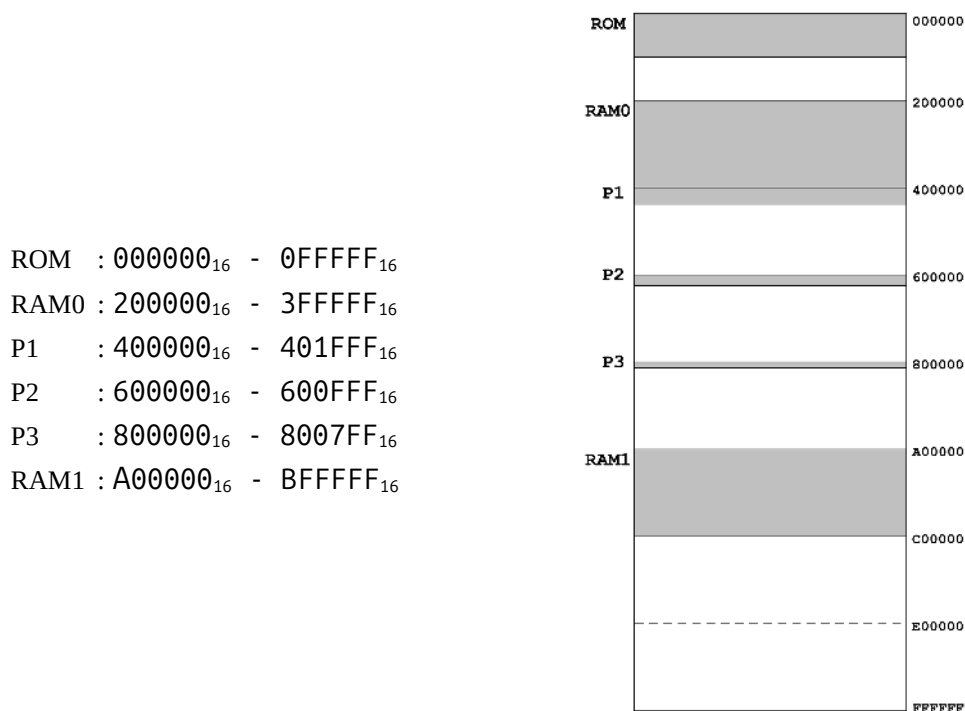 ROM : 000000₁₆ - 0FFFFF₁₆
RAM0 : 200000₁₆ - 3FFFFF₁₆
P1 : 400000₁₆ - 401FFF₁₆
P2 : 600000₁₆ - 600FFF₁₆
P3 : 800000₁₆ - 8007FF₁₆
RAM1 : A00000₁₆ - BFFFFF₁₆
ROM 000000
200000
RAM0
P1 400000
P2 600000
P3 800000
A00000
RAM1
C00000
E00000
FFFFFF